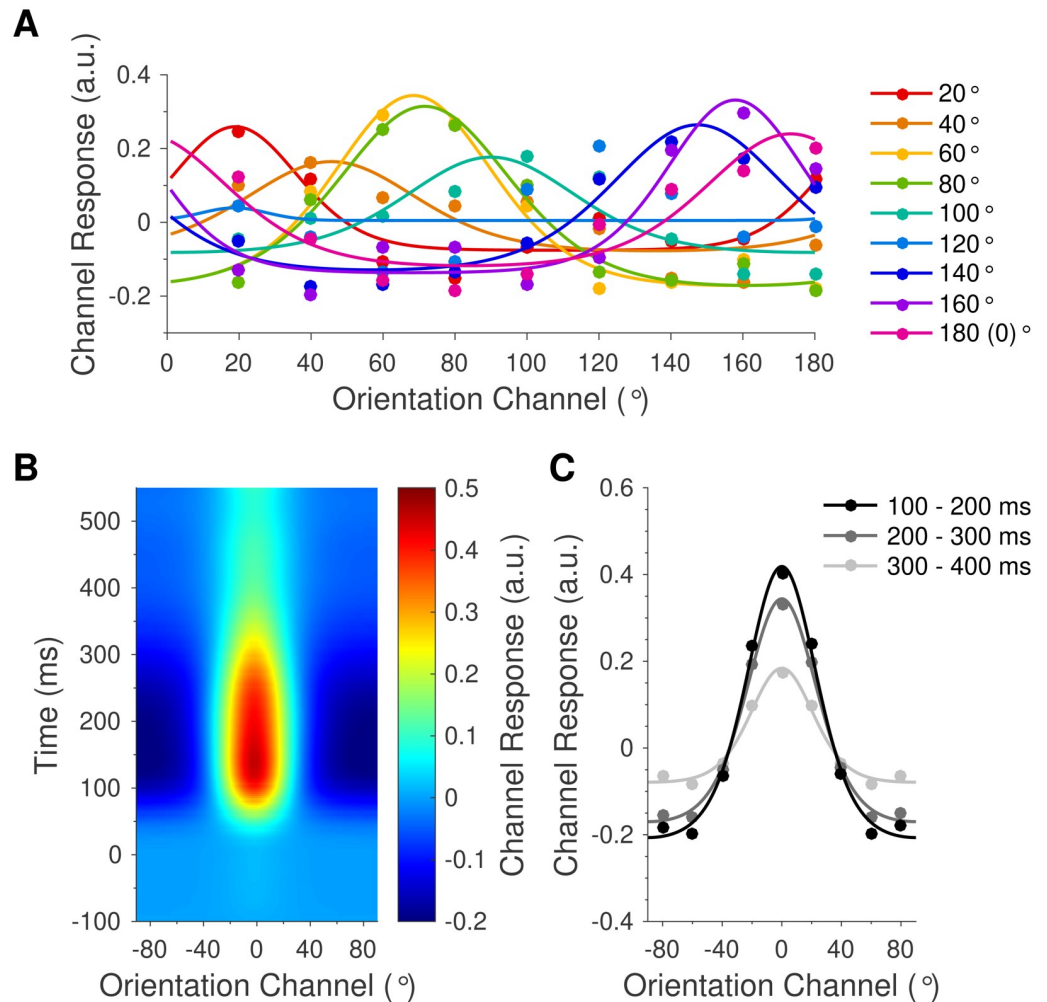 A
Channel Response (a.u.)
0.4
0.2
0
-0.2
0 20 40 60 80 100 120 140 160 180
Orientation Channel (°)
20°
40°
60°
80°
100°
120°
140°
160°
180 (0)°
B
Time (ms)
500
400
300
200
100
0
-100
-80 -40 0 40 80
Orientation Channel (°)
0.5
0.4
0.3
0.2
0.1
0
-0.1
-0.2
Channel Response (a.u.)
C
Channel Response (a.u.)
0.6
0.4
0.2
0
-0.2
-0.4
-80 -40 0 40 80
Orientation Channel (°)
100 - 200 ms
200 - 300 ms
300 - 400 ms